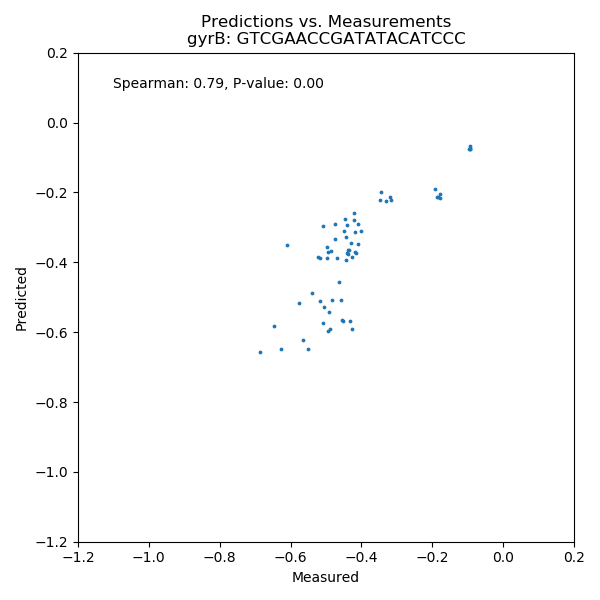 Predictions vs. Measurements
gyrB: GTCGAACCGATATACATCCC
0.2
Spearman: 0.79, P-value: 0.00
0.0
−0.2
−0.4
Predicted
−0.6
−0.8
−1.0
−1.2
−1.2 −1.0 −0.8 −0.6 −0.4 −0.2 0.0 0.2
Measured